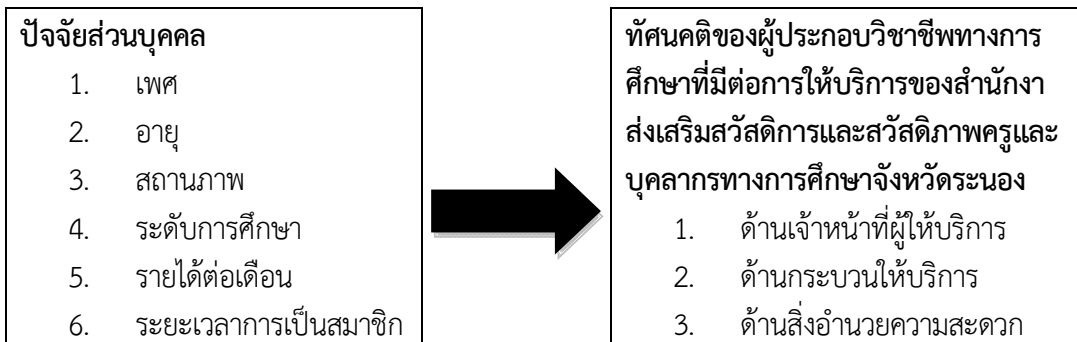 ปัจจัยส่วนบุคคล
1. เพศ
2. อายุ
3. สถานภาพ
4. ระดับการศึกษา
5. รายได้ต่อเดือน
6. ระยะเวลาการเป็นสมาชิก
ทัศนคติของผู้ประกอบวิชาชีพทางการ
ศึกษาที่มีต่อการให้บริการของสำนักงา
ส่งเสริมสวัสดิการและสวัสดิภาพครูและ
บุคลากรทางการศึกษาจังหวัดระนอง
1. ด้านเจ้าหน้าที่ผู้ให้บริการ
2. ด้านกระบวนให้บริการ
3. ด้านสิ่งอำนวยความสะดวก